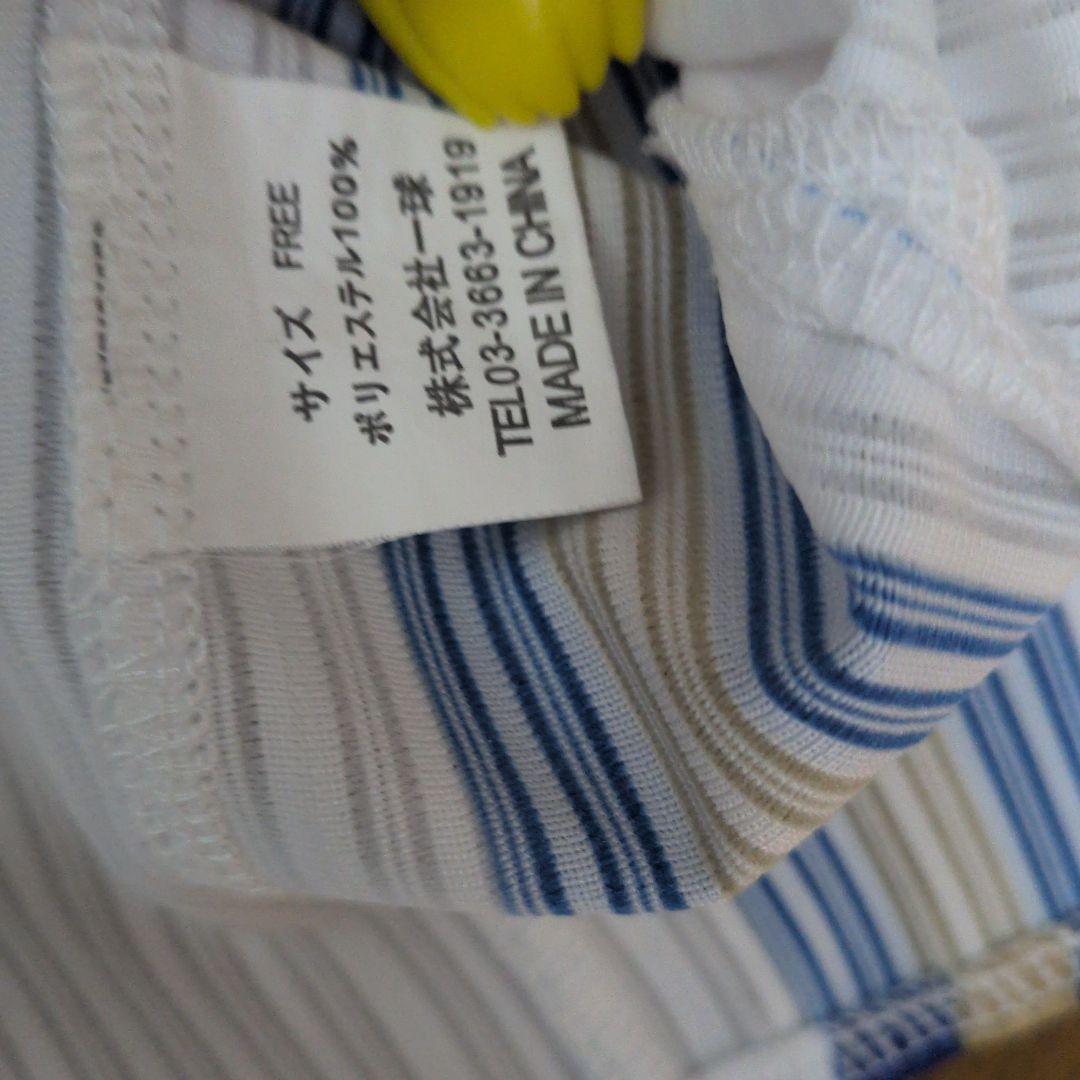 サイズ FREE
ポリエステル100%
株式会社一球
TEL03-3663-1919
MADE IN CHINA